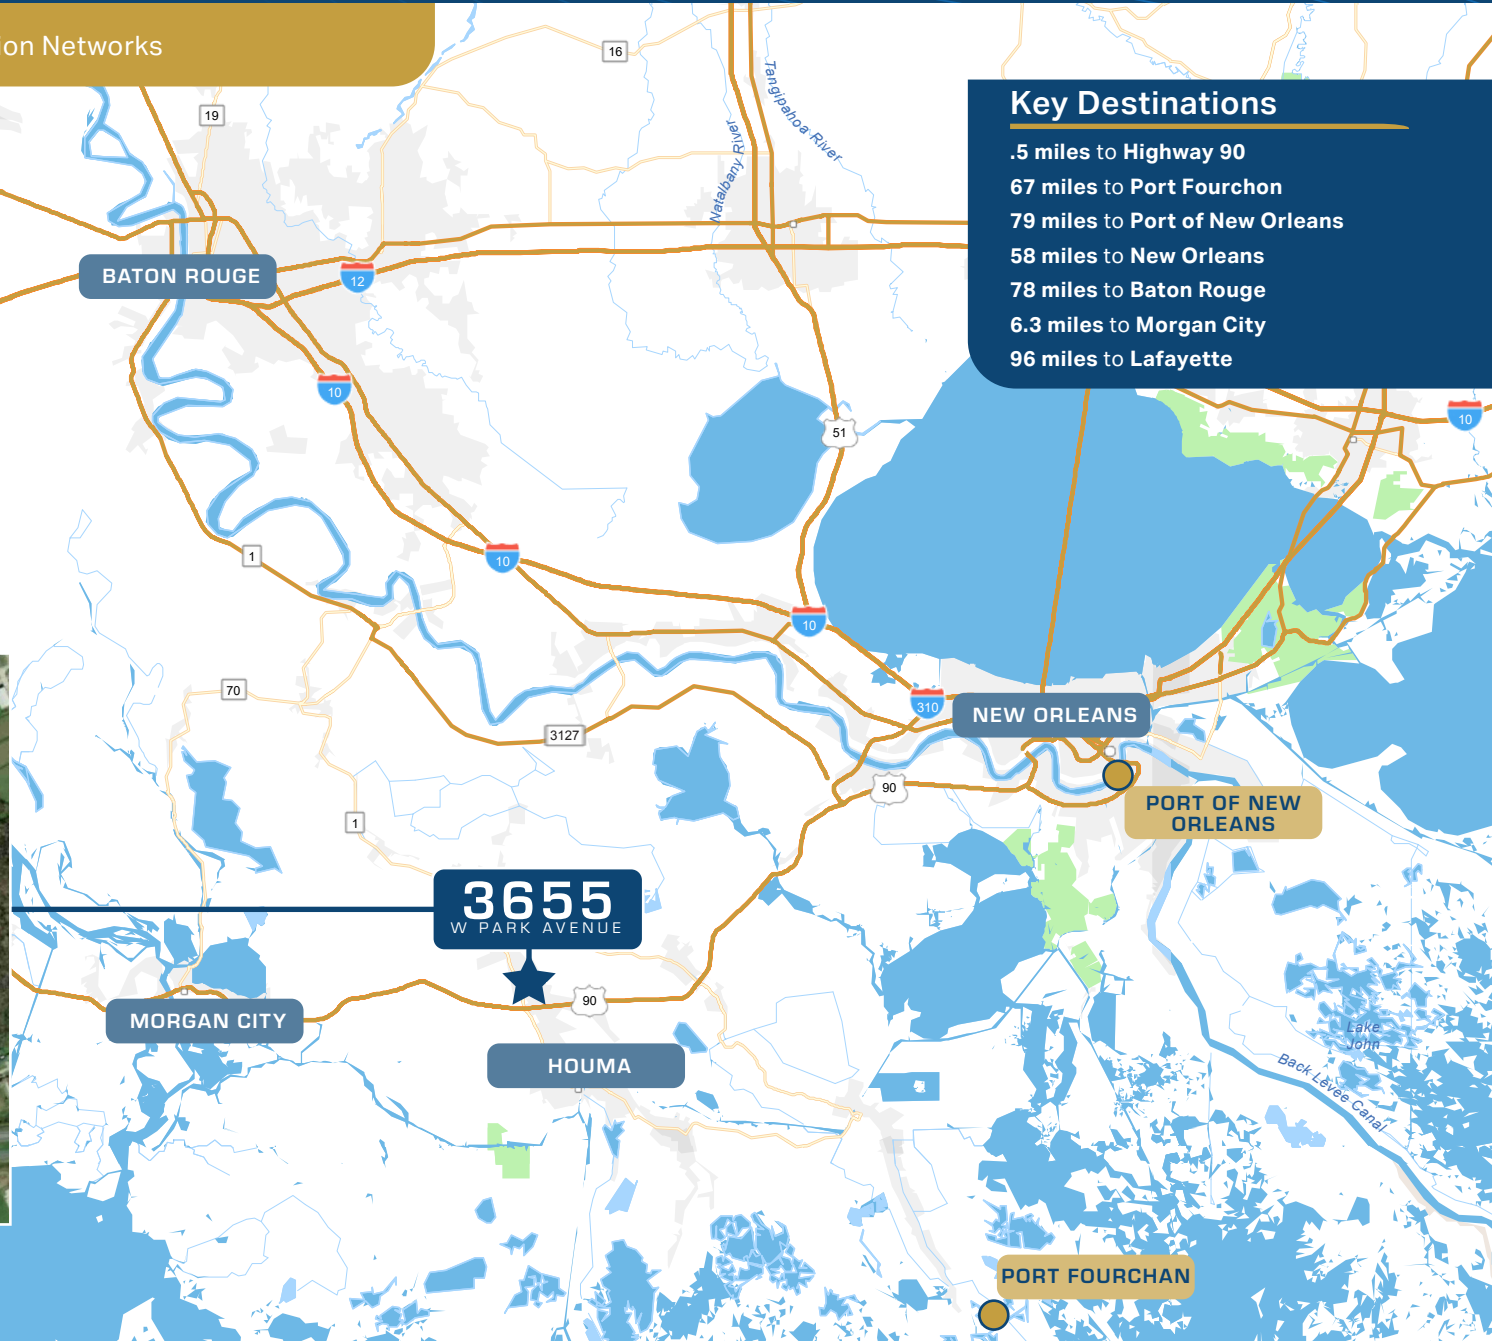 ion Networks
Key Destinations
.5 miles to Highway 90
67 miles to Port Fourchon
79 miles to Port of New Orleans
58 miles to New Orleans
78 miles to Baton Rouge
6.3 miles to Morgan City
96 miles to Lafayette
16
19
Tangipahoa River
Natalbany River
BATON ROUGE
12
10
51
10
1
10
10
70
310
NEW ORLEANS
3127
90
PORT OF NEW
ORLEANS
1
3655
W PARK AVENUE
90
MORGAN CITY
HOUMA
Lake
John
Back Levee Canal
PORT FOURCHAN